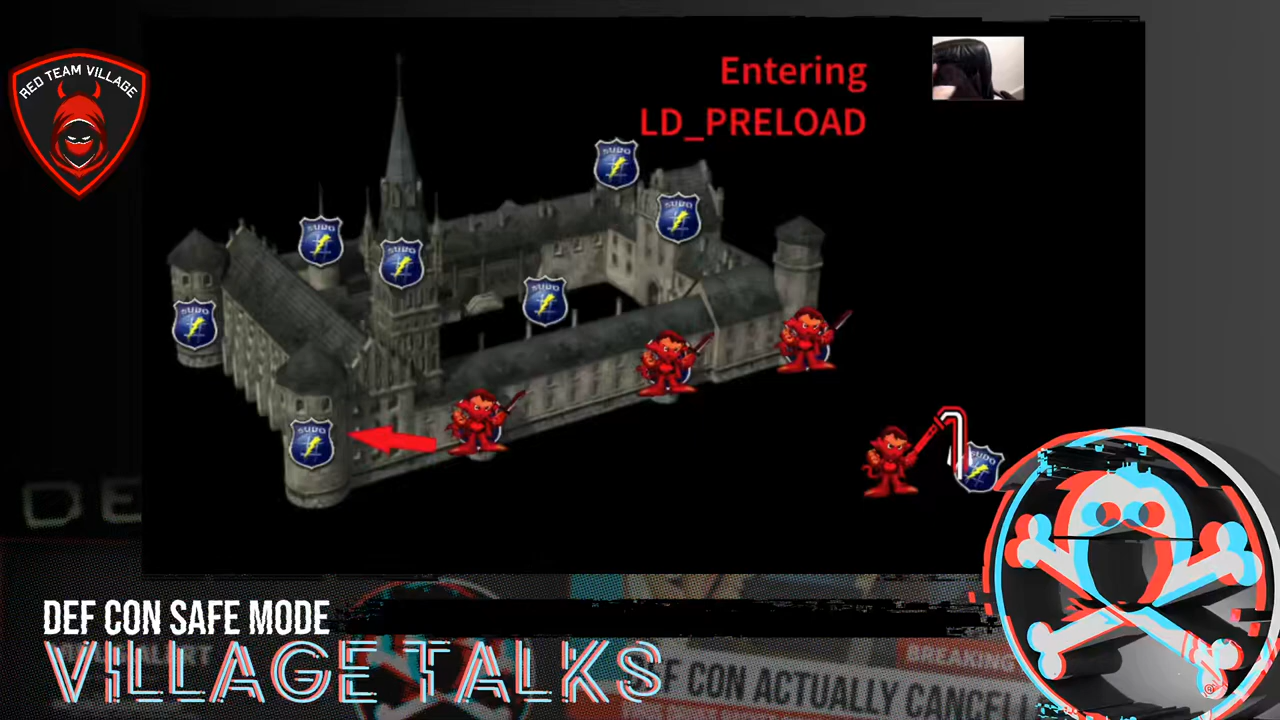 RED TEAM VILLAGE
Entering
LD_PRELOAD
SUDO
SUDO
SUDO
SUDO
SUDO
SUDO
SUDO
DEF CON SAFE MODE
VILLAGE TALKS
BREAKING
DEF CON ACTUALLY CANCELL